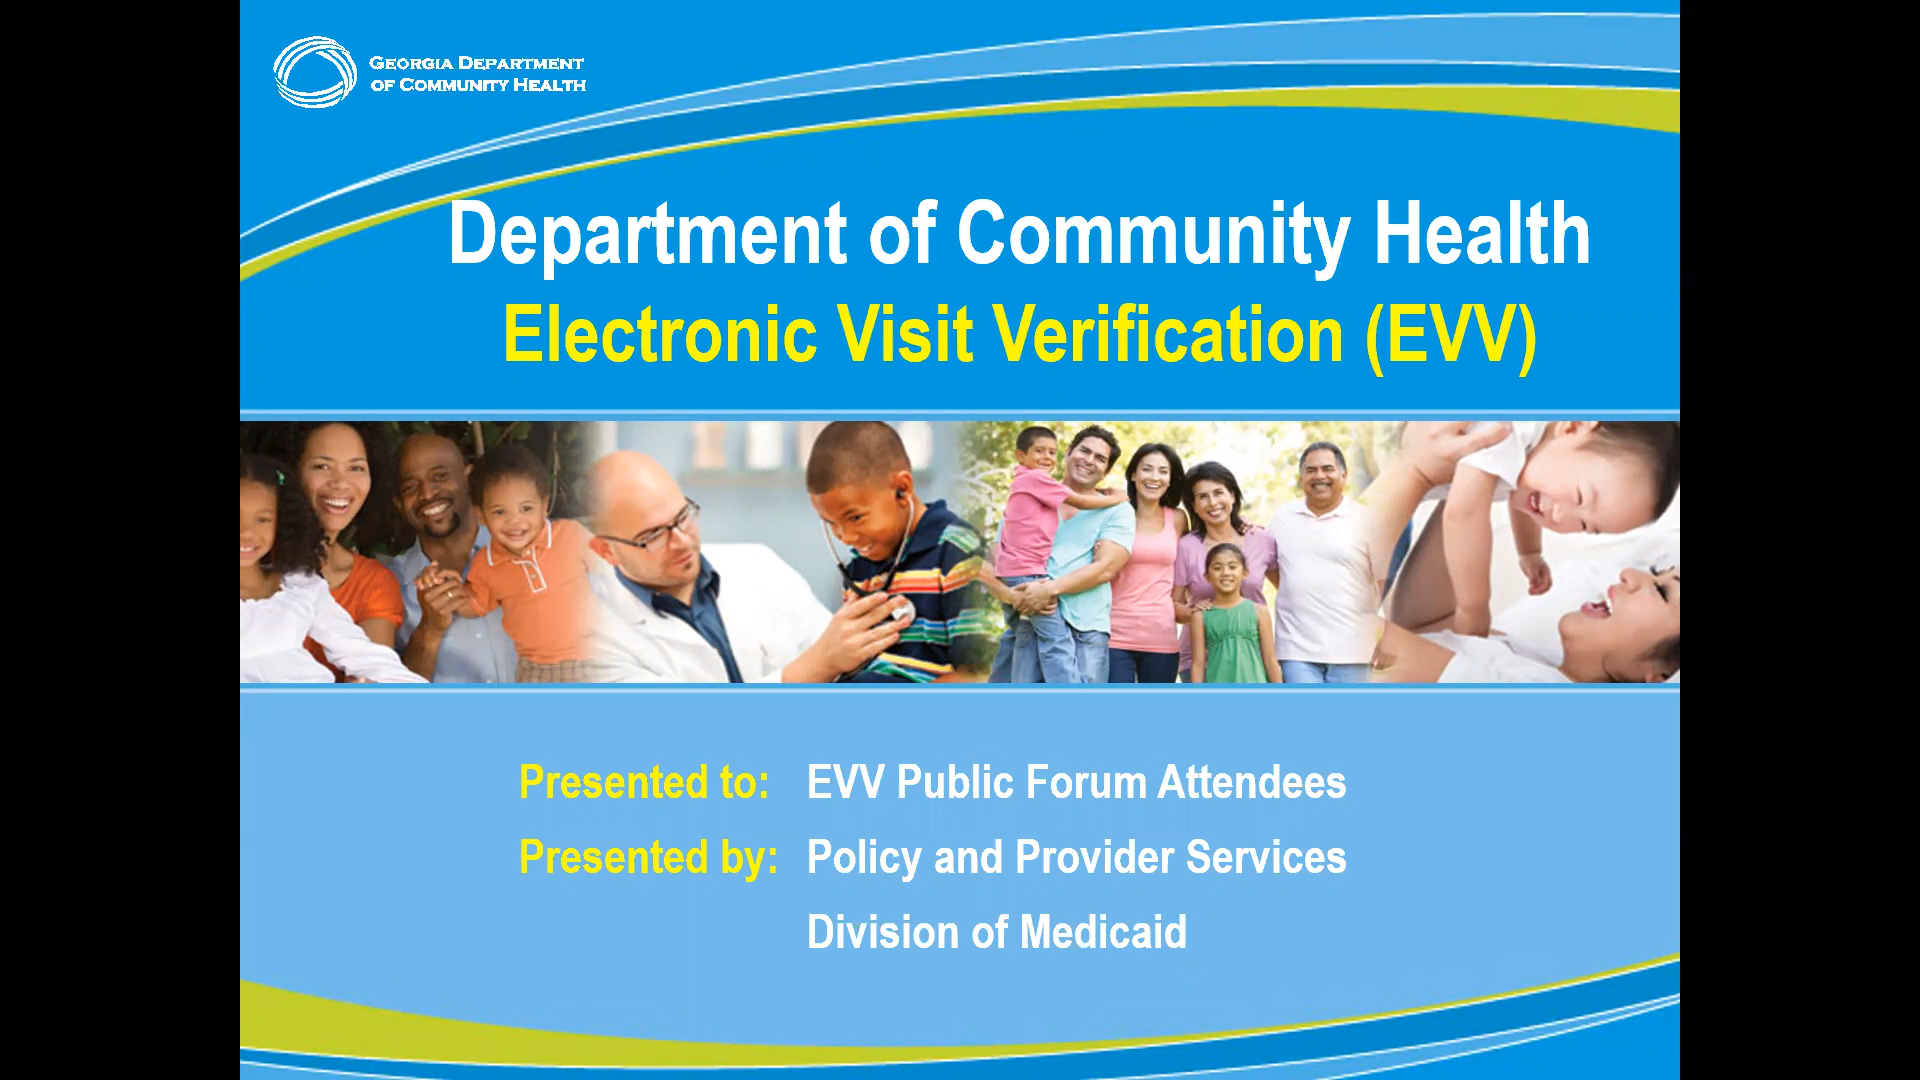 GEORGIA DEPARTMENT
OF COMMUNITY HEALTH
Department of Community Health
Electronic Visit Verification (EVV)
Presented to: EVV Public Forum Attendees
Presented by: Policy and Provider Services
Division of Medicaid